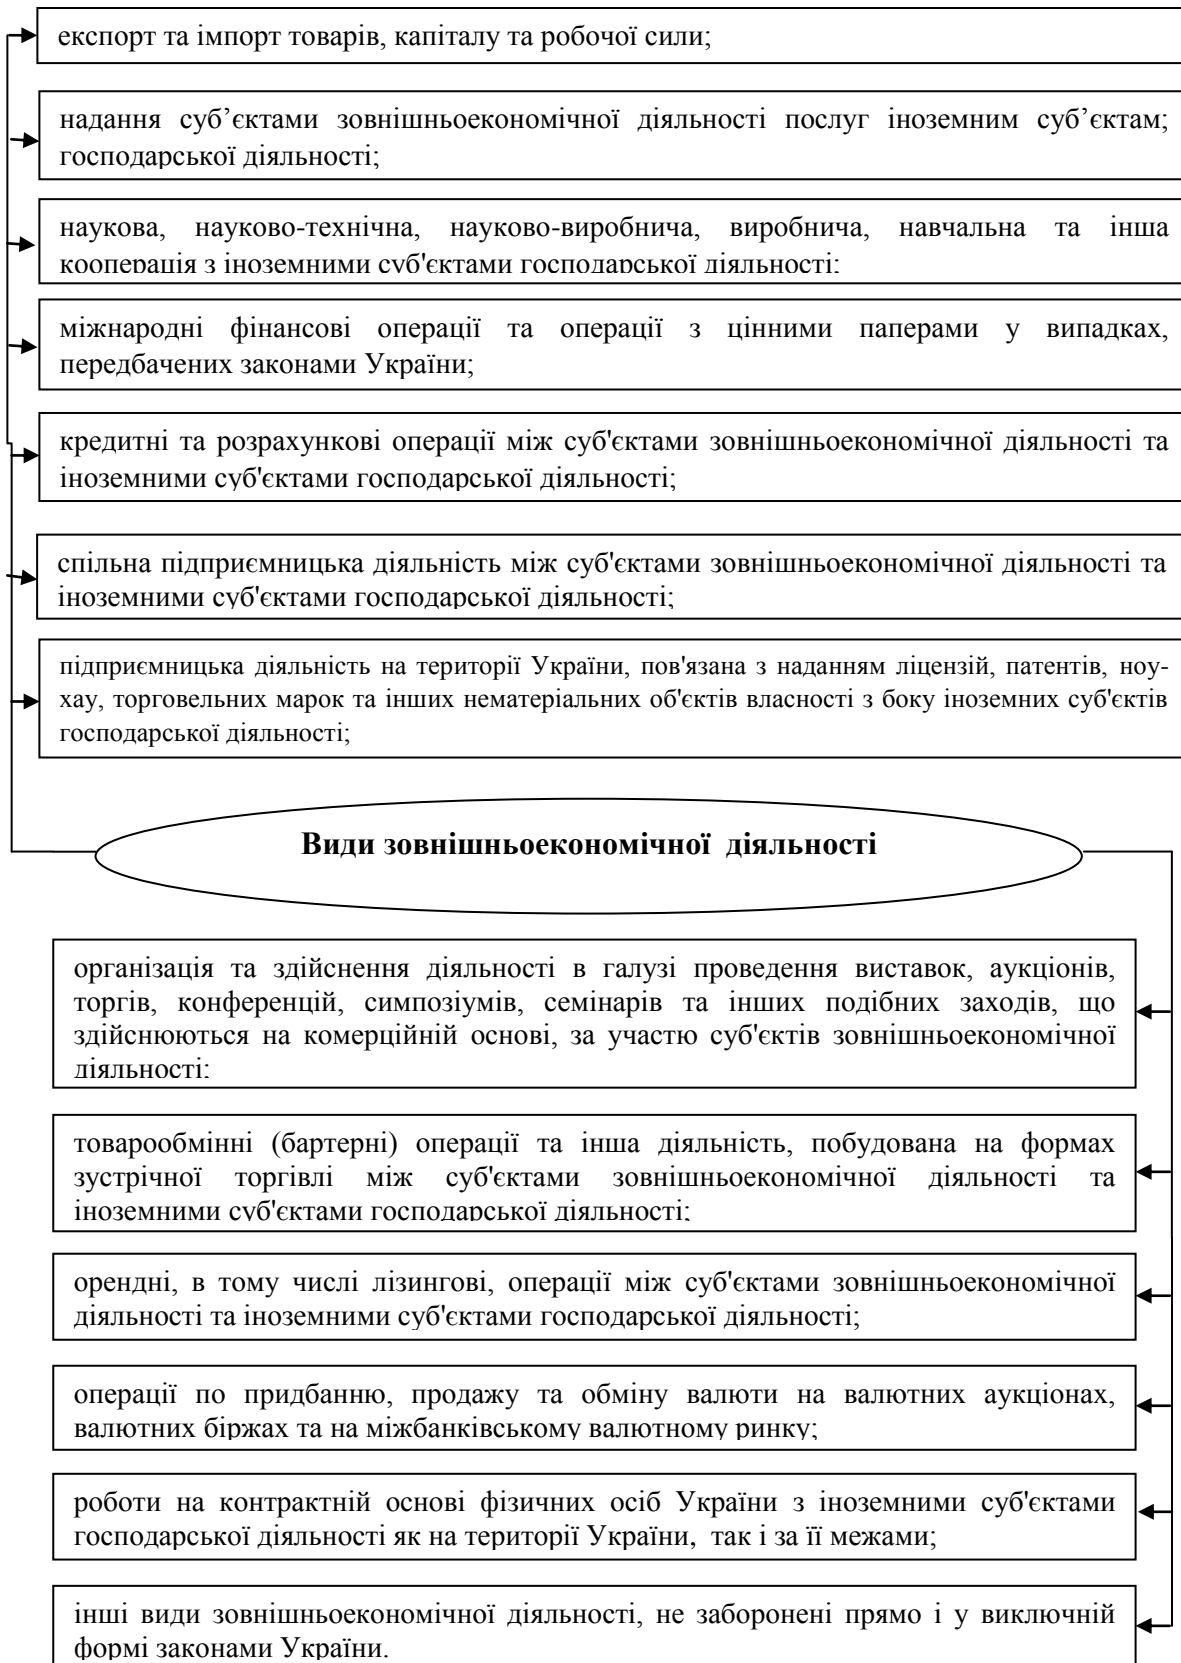 експорт та імпорт товарів, капіталу та робочої сили;
надання суб’єктами зовнішньоекономічної діяльності послуг іноземним суб’єктам;
господарської діяльності;
наукова, науково-технічна, науково-виробнича, виробнича, навчальна та інша
кооперація з іноземними суб'єктами господарської діяльності;
міжнародні фінансові операції та операції з цінними паперами у випадках,
передбачених законами України;
кредитні та розрахункові операції між суб'єктами зовнішньоекономічної діяльності та
іноземними суб'єктами господарської діяльності;
спільна підприємницька діяльність між суб'єктами зовнішньоекономічної діяльності та
іноземними суб'єктами господарської діяльності;
підприємницька діяльність на території України, пов'язана з наданням ліцензій, патентів, ноу-
хау, торговельних марок та інших нематеріальних об'єктів власності з боку іноземних суб'єктів
господарської діяльності;
Види зовнішньоекономічної діяльності
організація та здійснення діяльності в галузі проведення виставок, аукціонів,
торгів, конференцій, симпозіумів, семінарів та інших подібних заходів, що
здійснюються на комерційній основі, за участю суб'єктів зовнішньоекономічної
діяльності;
товарообмінні (бартерні) операції та інша діяльність, побудована на формах
зустрічної торгівлі між суб'єктами зовнішньоекономічної діяльності та
іноземними суб'єктами господарської діяльності;
орендні, в тому числі лізингові, операції між суб'єктами зовнішньоекономічної
діяльності та іноземними суб'єктами господарської діяльності;
операції по придбанню, продажу та обміну валюти на валютних аукціонах,
валютних біржах та на міжбанківському валютному ринку;
роботи на контрактній основі фізичних осіб України з іноземними суб'єктами
господарської діяльності як на території України, так і за її межами;
інші види зовнішньоекономічної діяльності, не заборонені прямо і у виключній
формі законами України.